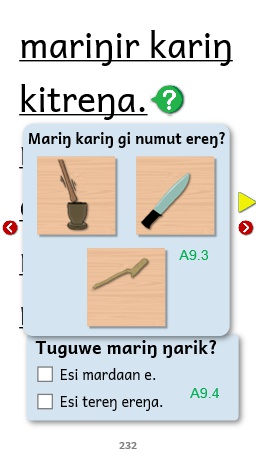 mariŋir kariŋ
kitreŋa.
?
Mariŋ kariŋ gi numut ereŋ?
A9.3
Tuguwe mariŋ ŋarik?
Esi mardaan e.
Esi tereŋ ereŋa.
A9.4
232